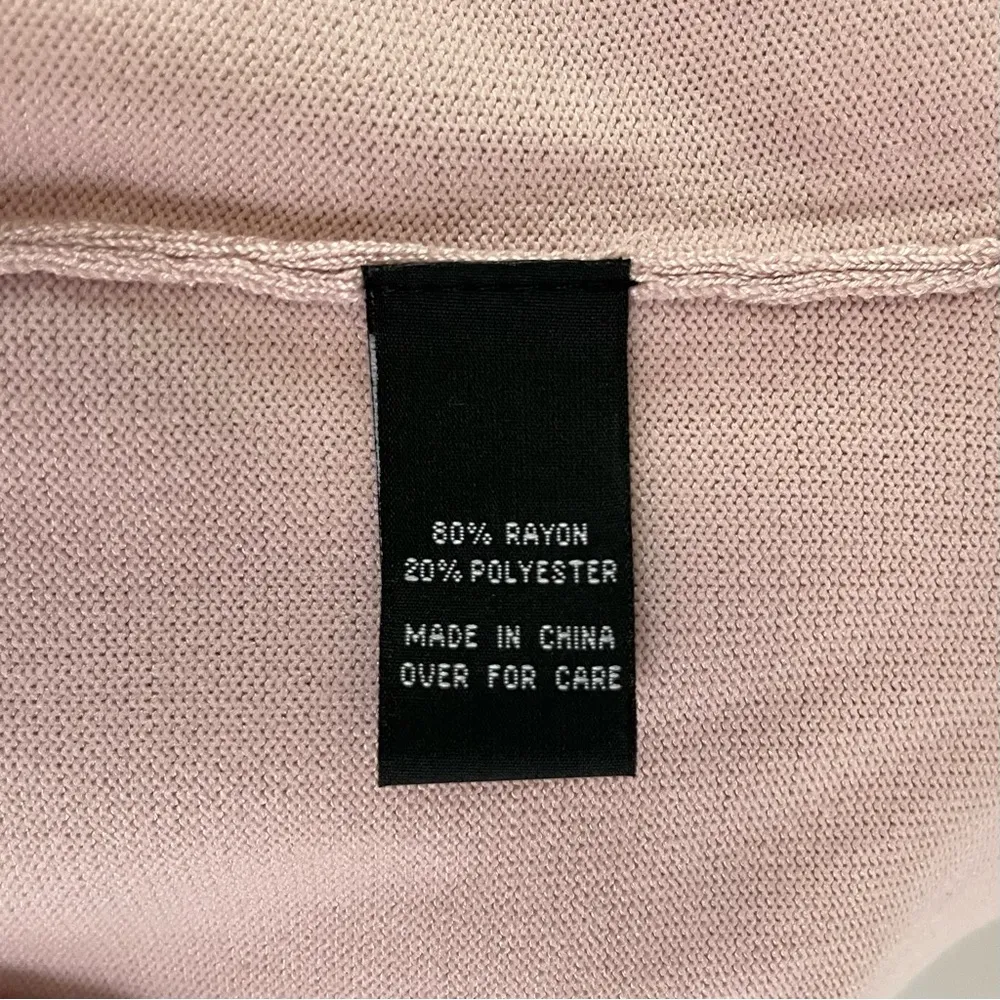 80% RAYON
20% POLYESTER
MADE IN CHINA
OVER FOR CARE